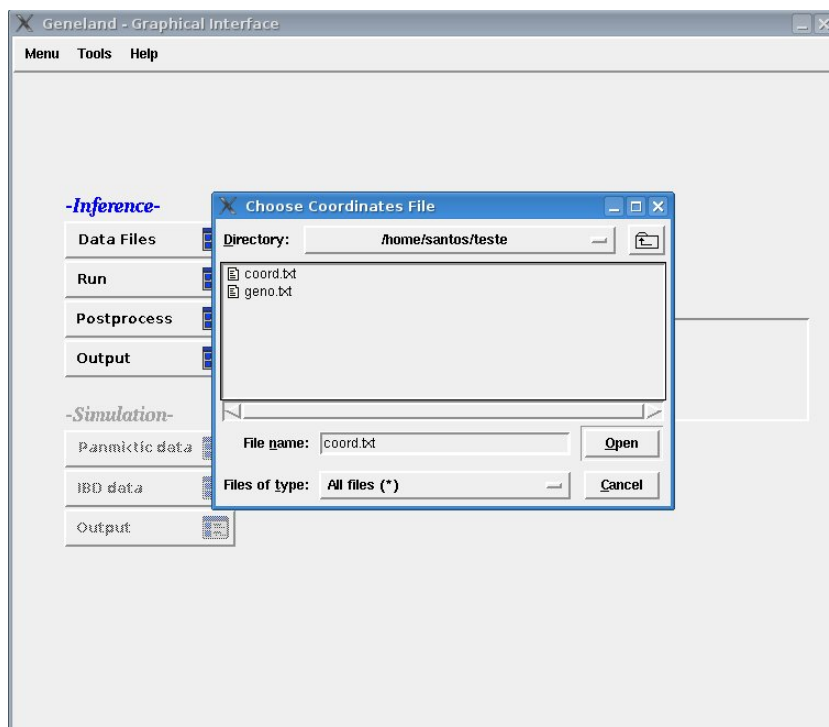 Geneland - Graphical Interface
Menu Tools Help
-Inference-
Data Files
Run
Postprocess
Output
-Simulation-
Panmictic data
IBD data
Output
Choose Coordinates File
Directory: /home/santos/teste
coord.txt
geno.txt
File name: coord.txt Open
Files of type: All files (*) Cancel